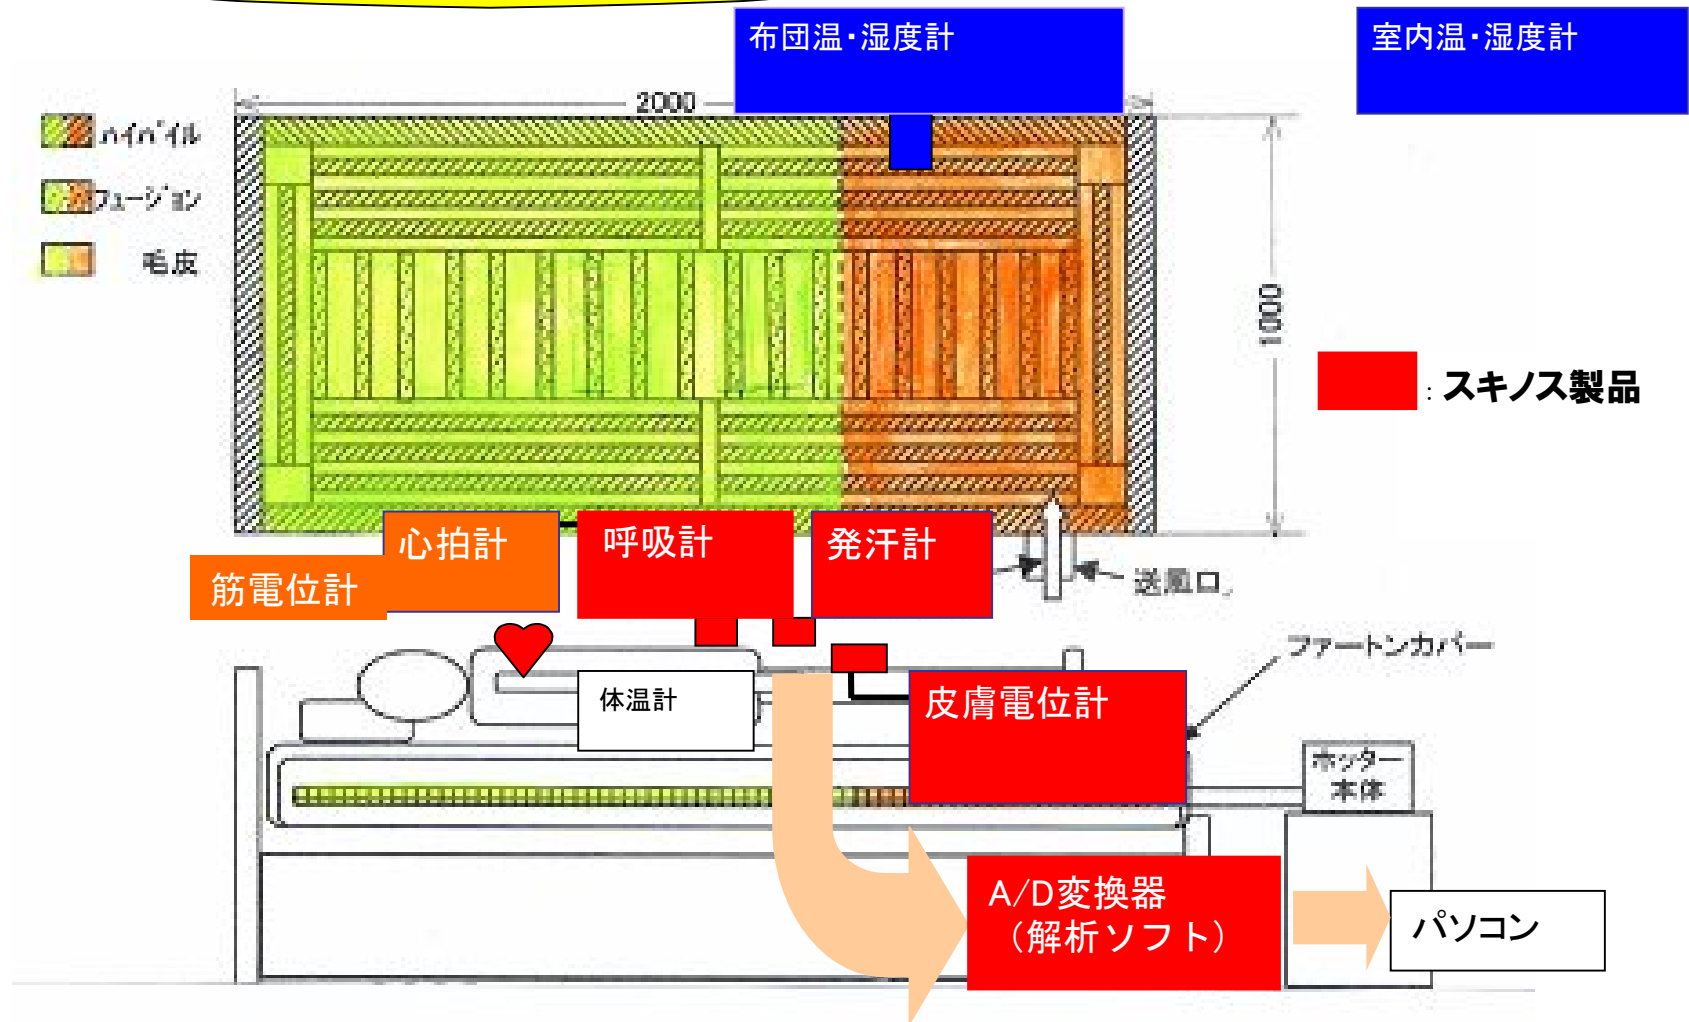 布団温・湿度計
室内温・湿度計
2000
ハイパイル
フュージョン
毛皮
1000
: スキノス製品
心拍計
呼吸計
発汗計
筋電位計
送風口
ファートンカバー
体温計
皮膚電位計
ホッター
本体
A/D変換器
（解析ソフト）
パソコン